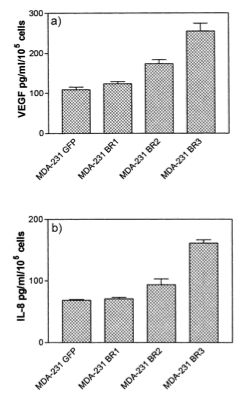 a)
VEGF pg/ml/10⁵ cells
300
200
100
0
MDA-231 GFP
MDA-231 BR1
MDA-231 BR2
MDA-231 BR3
b)
IL-8 pg/ml/10⁵ cells
200
100
0
MDA-231 GFP
MDA-231 BR1
MDA-231 BR2
MDA-231 BR3